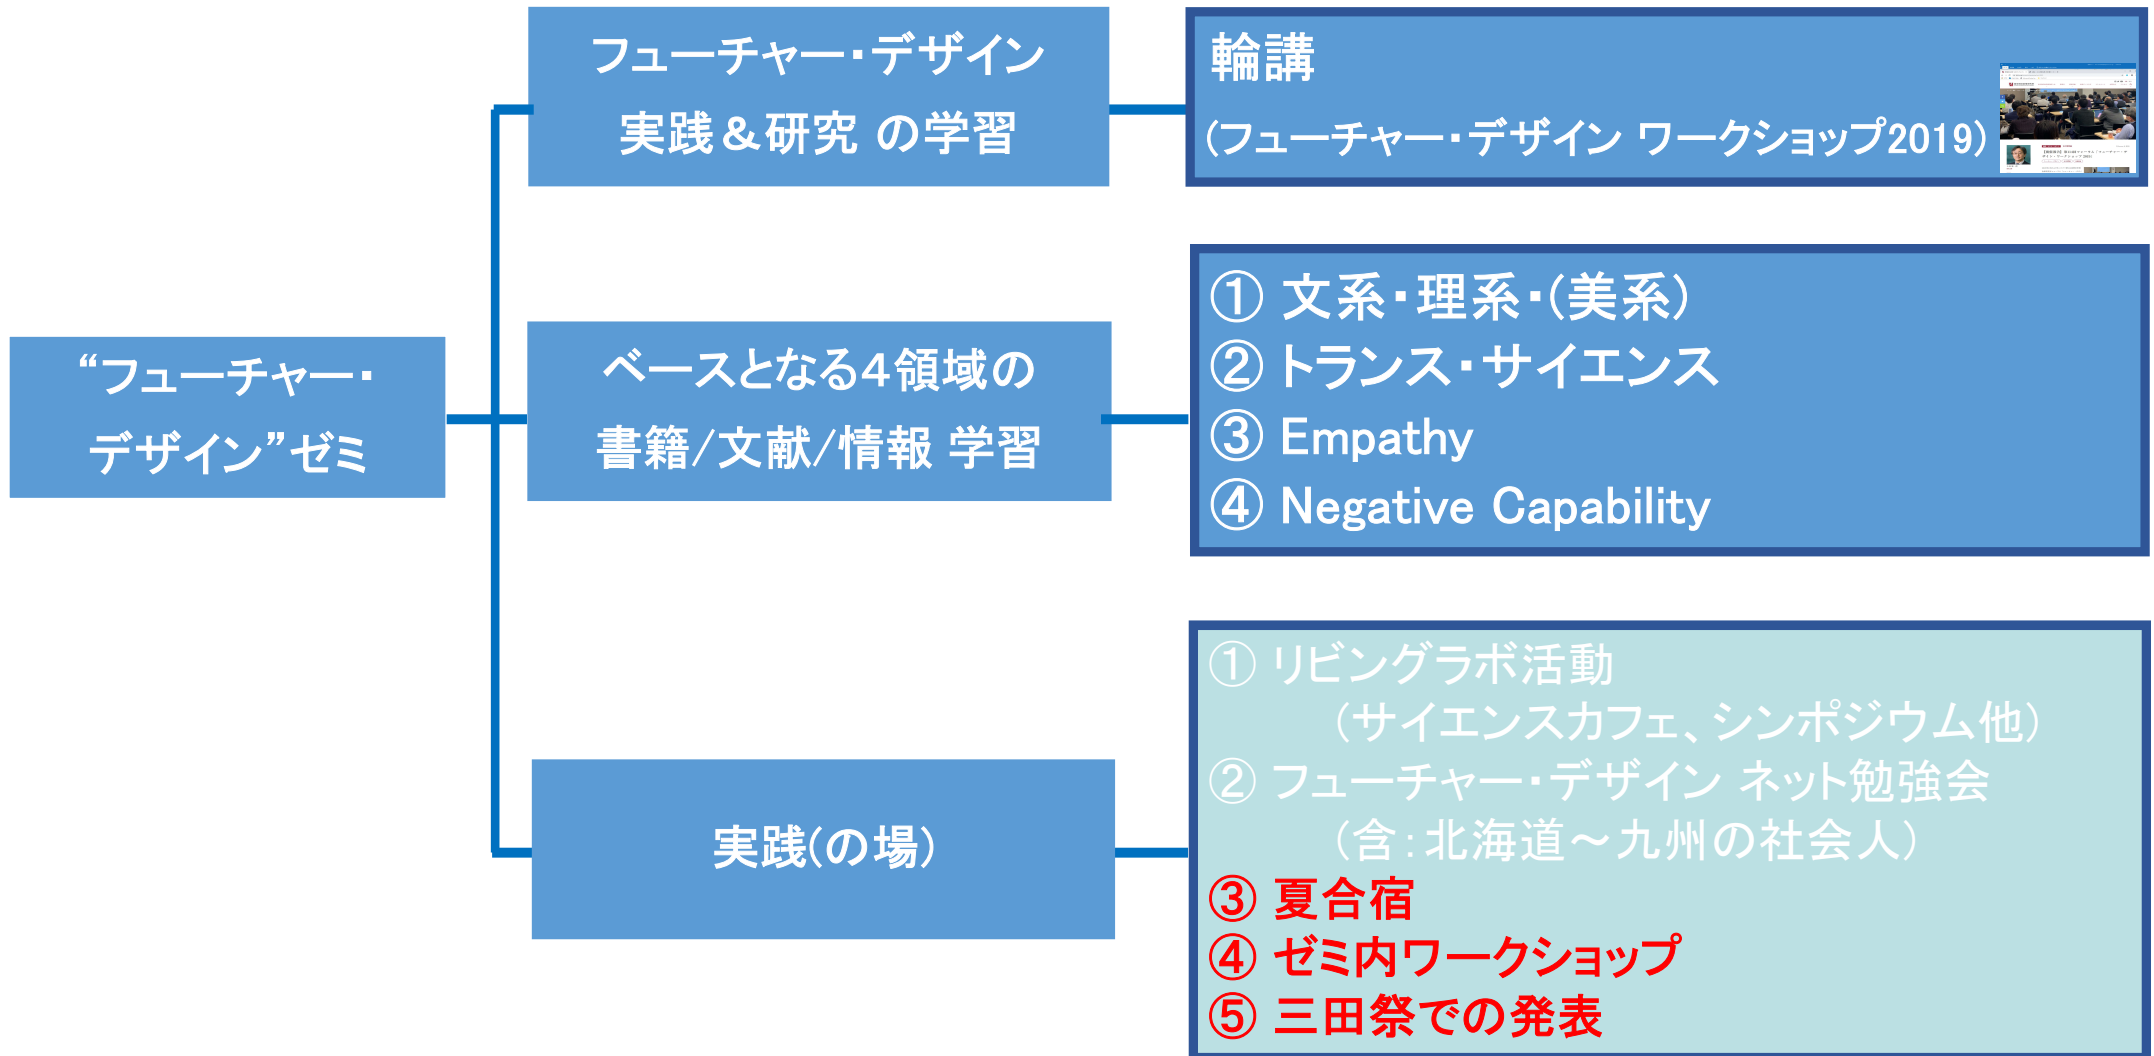 フューチャー・デザイン
実践＆研究 の学習
輪講
(フューチャー・デザイン ワークショップ2019)
“フューチャー・
デザイン”ゼミ
ベースとなる4領域の
書籍/文献/情報 学習
① 文系・理系・(美系)
② トランス・サイエンス
③ Empathy
④ Negative Capability
実践(の場)
① リビングラボ活動
(サイエンスカフェ、シンポジウム他)
② フューチャー・デザイン ネット勉強会
(含：北海道～九州の社会人)
③ 夏合宿
④ ゼミ内ワークショップ
⑤ 三田祭での発表